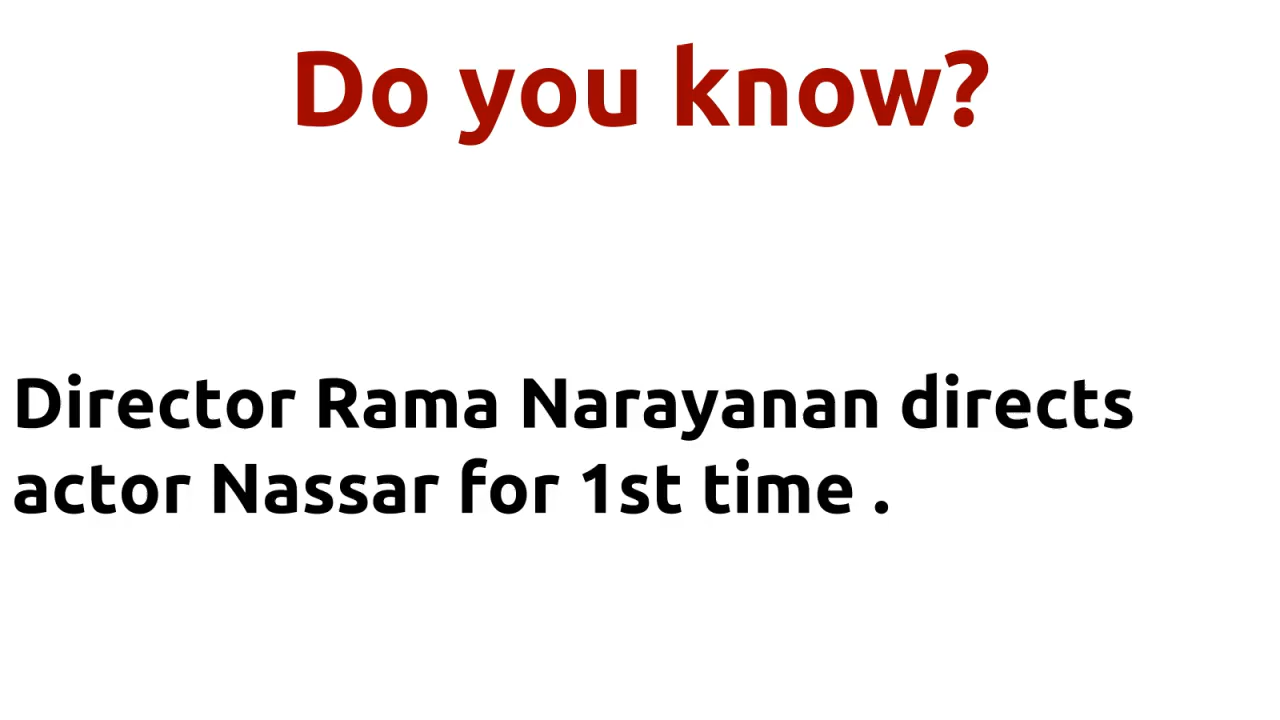 Do you know?
Director Rama Narayanan directs
actor Nassar for 1st time .